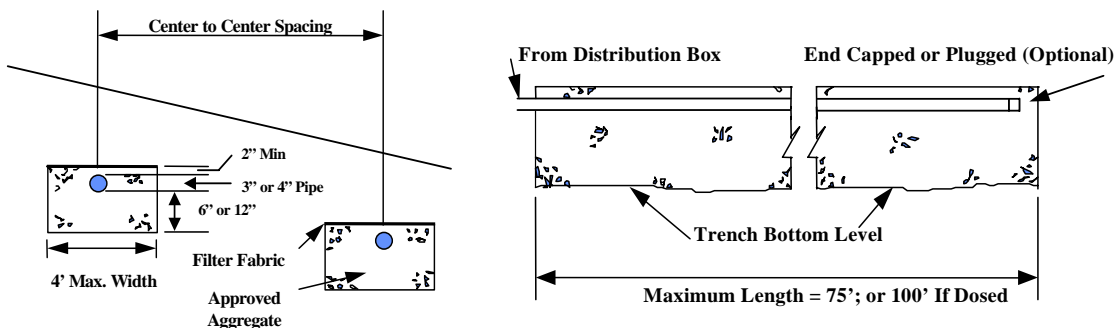 Center to Center Spacing
2” Min
3” or 4” Pipe
6” or 12”
4’ Max. Width
Filter Fabric
Approved
Aggregate
From Distribution Box
End Capped or Plugged (Optional)
Trench Bottom Level
Maximum Length = 75’; or 100’ If Dosed